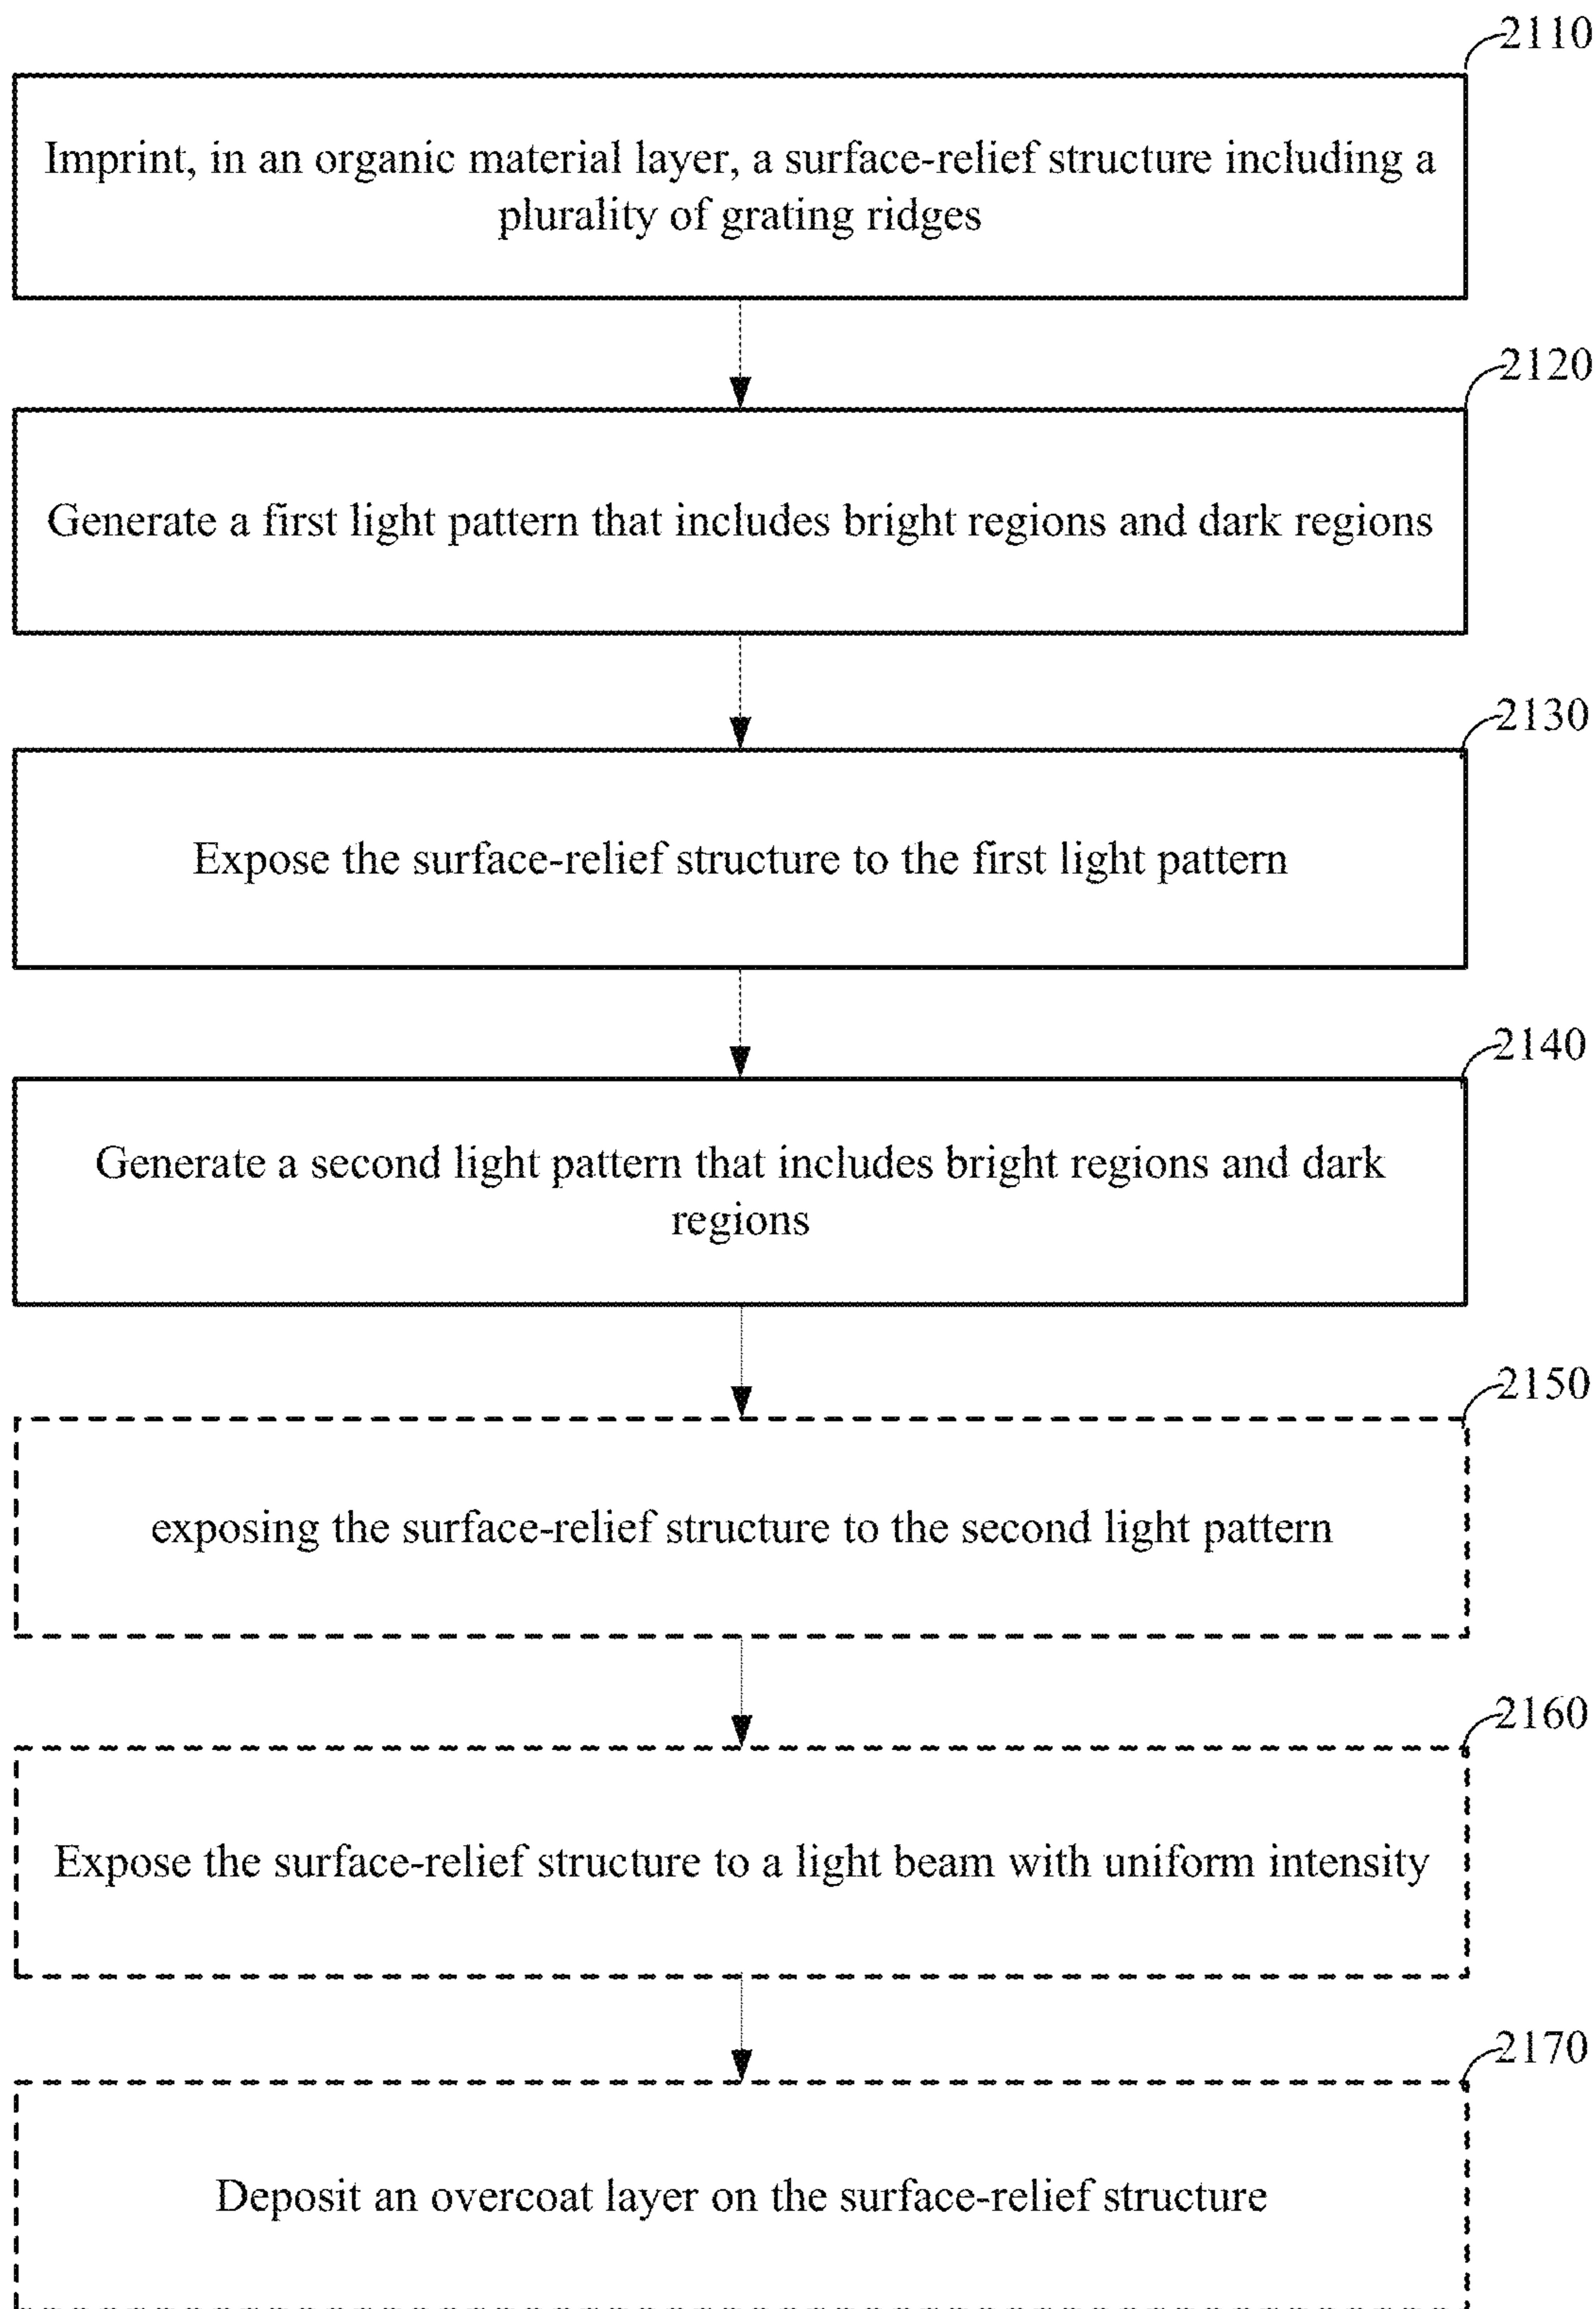 2110
Imprint, in an organic material layer, a surface-relief structure including a
plurality of grating ridges
2120
Generate a first light pattern that includes bright regions and dark regions
2130
Expose the surface-relief structure to the first light pattern
2140
Generate a second light pattern that includes bright regions and dark
regions
2150
exposing the surface-relief structure to the second light pattern
2160
Expose the surface-relief structure to a light beam with uniform intensity
2170
Deposit an overcoat layer on the surface-relief structure